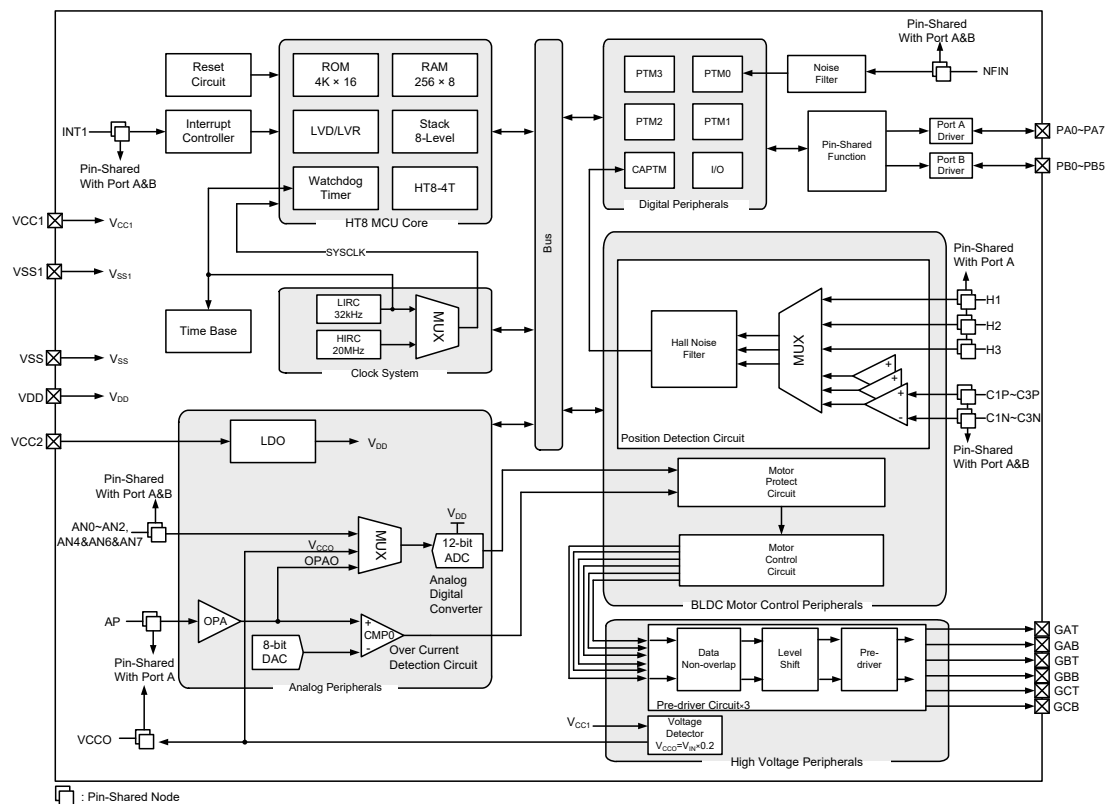 Pin-Shared
With Port A&B
Reset
Circuit
ROM
4K × 16
RAM
256 × 8
PTM3
PTM0
Noise
Filter
NFIN
INT1
Interrupt
Controller
LVD/LVR
Stack
8-Level
PTM2
PTM1
Pin-Shared
Function
Port A
Driver
PA0~PA7
Port B
Driver
PB0~PB5
Pin-Shared
With Port A&B
Watchdog
Timer
HT8-4T
CAPTM
I/O
Digital Peripherals
HT8 MCU Core
VCC1
VCC1
Bus
SYSCLK
Pin-Shared
With Port A
VSS1
VSS1
LIRC
32kHz
HIRC
20MHz
MUX
Clock System
Time Base
Hall Noise
Filter
MUX
H1
H2
H3
+
+
+
-
C1P~C3P
C1N~C3N
Position Detection Circuit
Pin-Shared
With Port A&B
VSS
VSS
VDD
VDD
VCC2
LDO
VDD
Motor
Protect
Circuit
Pin-Shared
With Port A&B
AN0~AN2,
AN4&AN6&AN7
VCCO
OPAO
MUX
VDD
12-bit
ADC
Analog
Digital
Converter
Motor
Control
Circuit
BLDC Motor Control Peripherals
AP
OPA
8-bit
DAC
+
CMP0
-
Over Current
Detection Circuit
Pin-Shared
With Port A
Analog Peripherals
Data
Non-overlap
Level
Shift
Pre-
driver
Pre-driver Circuit×3
GAT
GAB
GBT
GBB
GCT
GCB
VCC1
Voltage
Detector
VCCO=VIN×0.2
High Voltage Peripherals
VCCO
: Pin-Shared Node